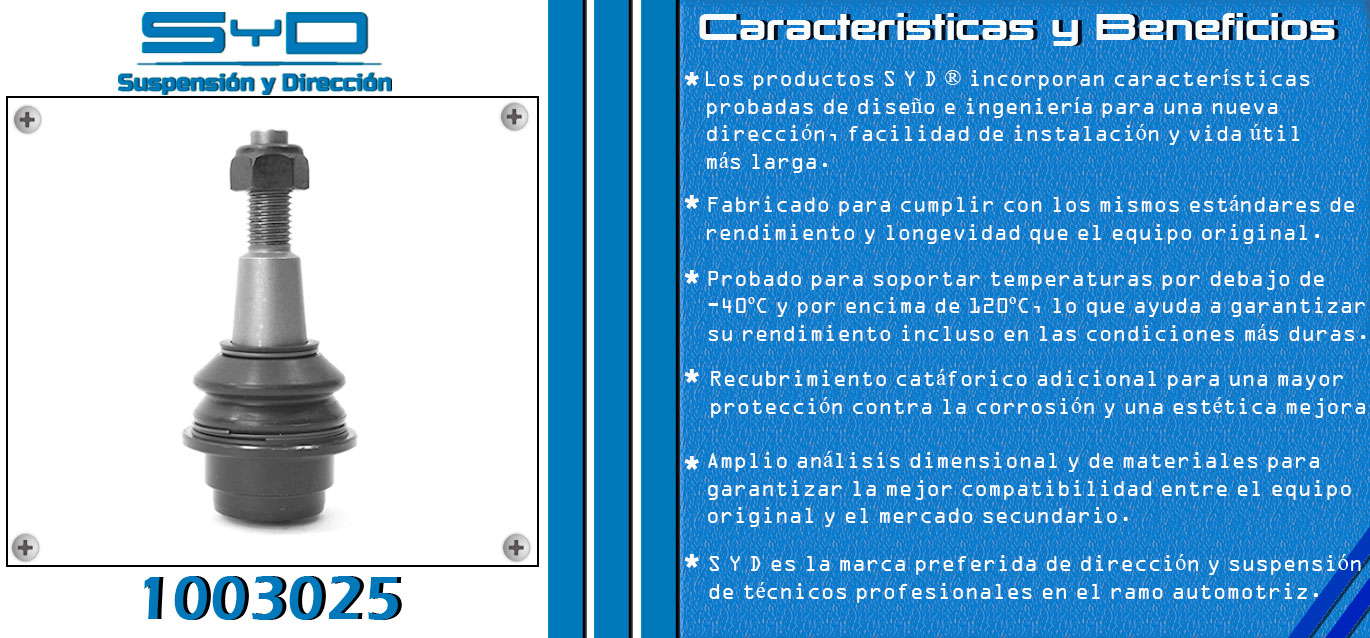 SYD
Suspensión y Dirección
1003025
Caracteristicas y Beneficios
* Los productos S Y D ® incorporan características
probadas de diseño e ingeniería para una nueva
dirección, facilidad de instalación y vida útil
más larga.
* Fabricado para cumplir con los mismos estándares de
rendimiento y longevidad que el equipo original.
* Probado para soportar temperaturas por debajo de
-40ºC y por encima de 120ºC, lo que ayuda a garantizar
su rendimiento incluso en las condiciones más duras.
* Recubrimiento catáforico adicional para una mayor
protección contra la corrosión y una estética mejora
* Amplio análisis dimensional y de materiales para
garantizar la mejor compatibilidad entre el equipo
original y el mercado secundario.
* S Y D es la marca preferida de dirección y suspensión
de técnicos profesionales en el ramo automotriz.